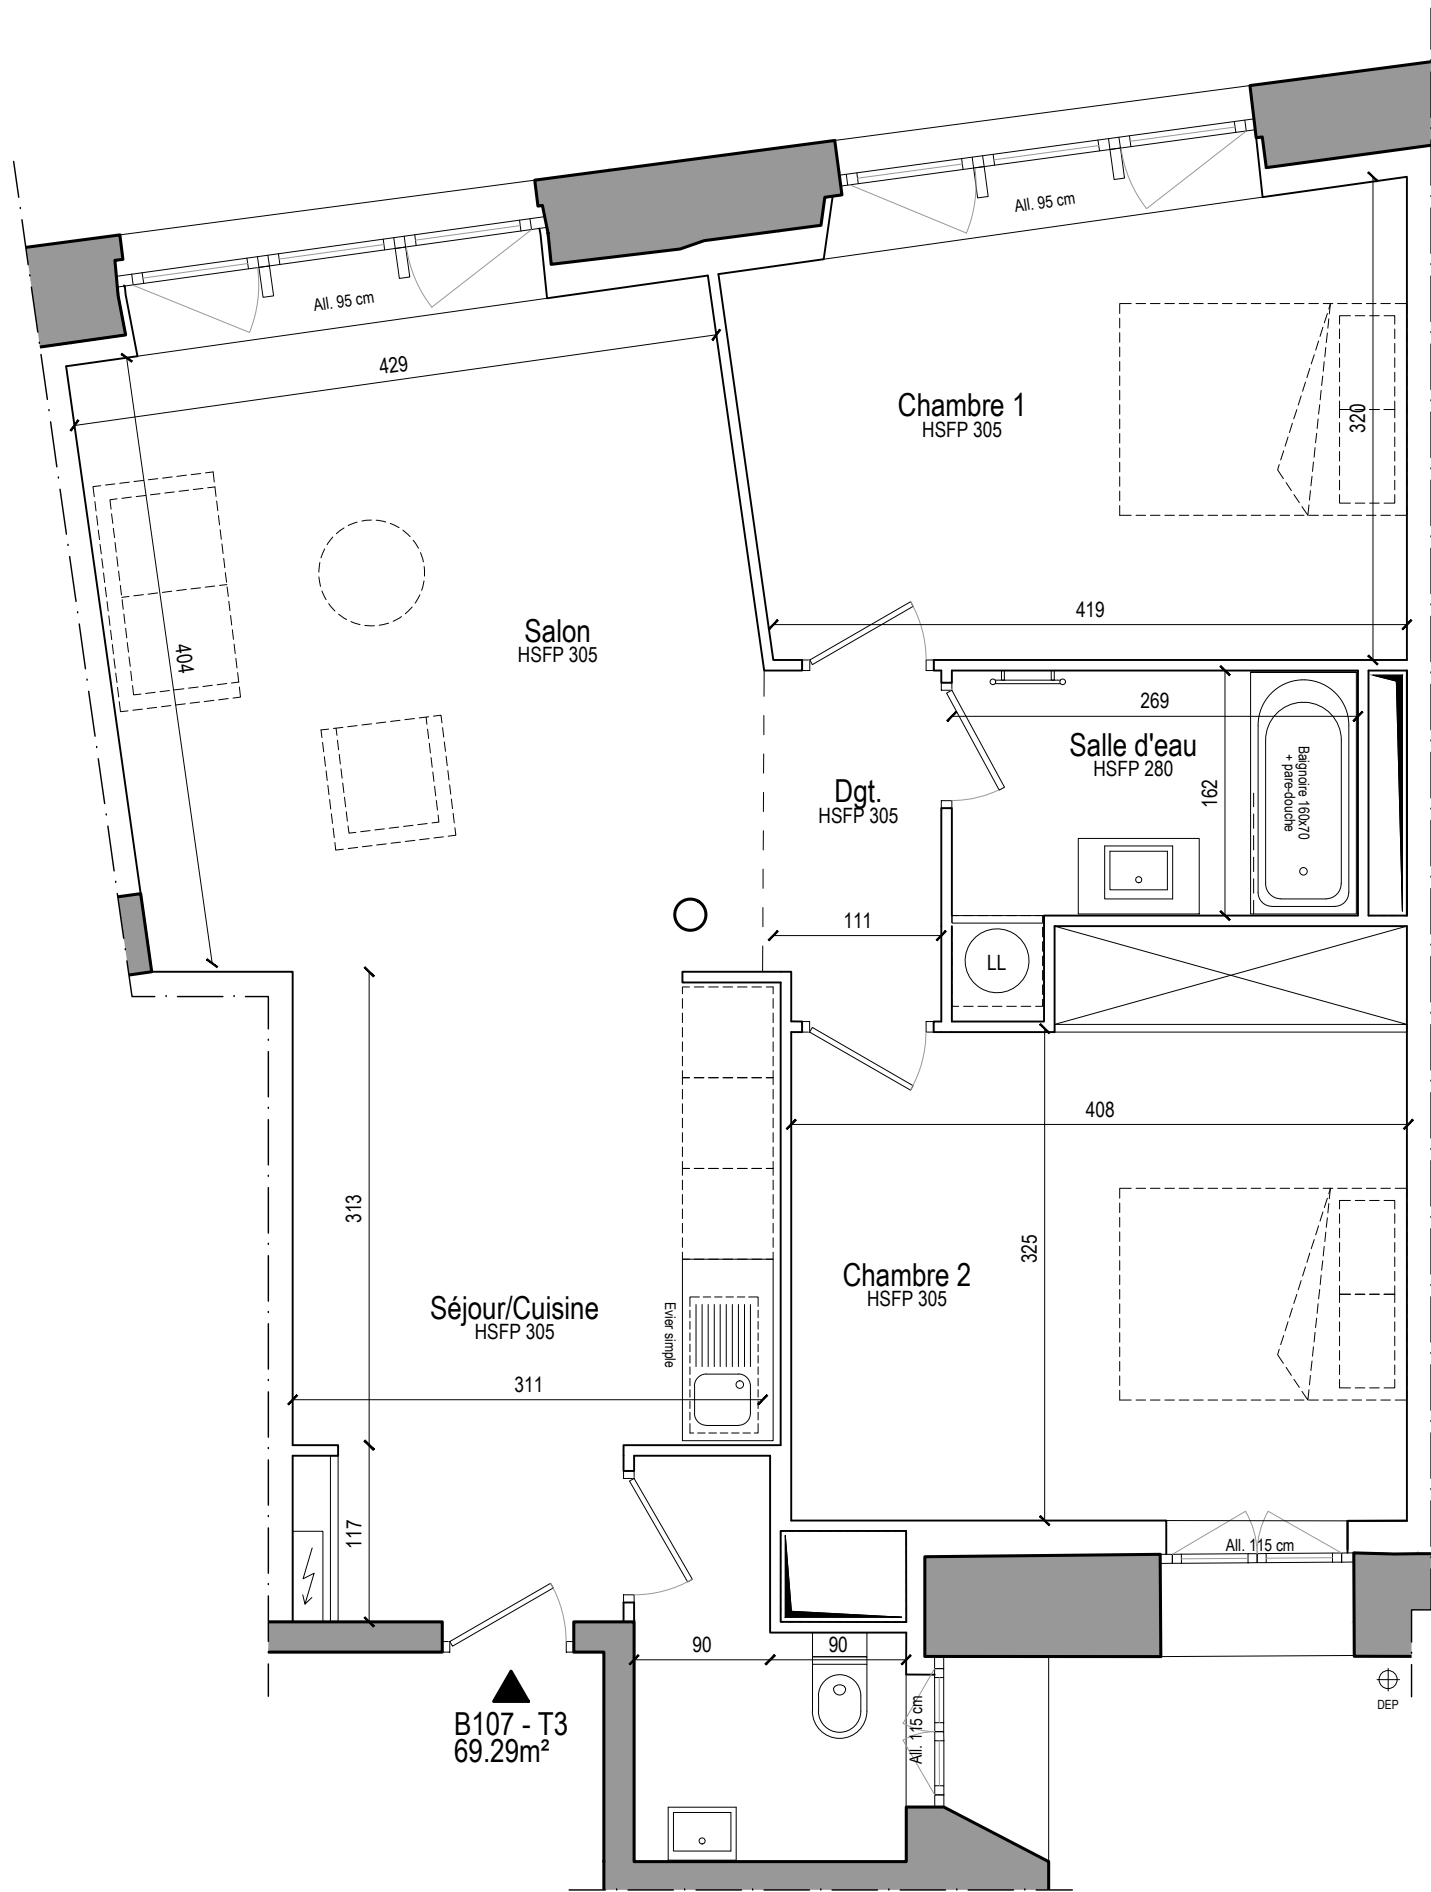 All. 95 cm
All. 95 cm
429
Chambre 1
HSFP 305
320
419
Salon
HSFP 305
404
269
Salle d'eau
HSFP 280
162
Baignoire 160x70
+ pare-douche
Dgt.
HSFP 305
111
LL
408
313
325
Chambre 2
HSFP 305
Séjour/Cuisine
HSFP 305
Evier simple
311
117
All. 115 cm
90
90
All. 115 cm
B107 - T3
69.29m²
DEP